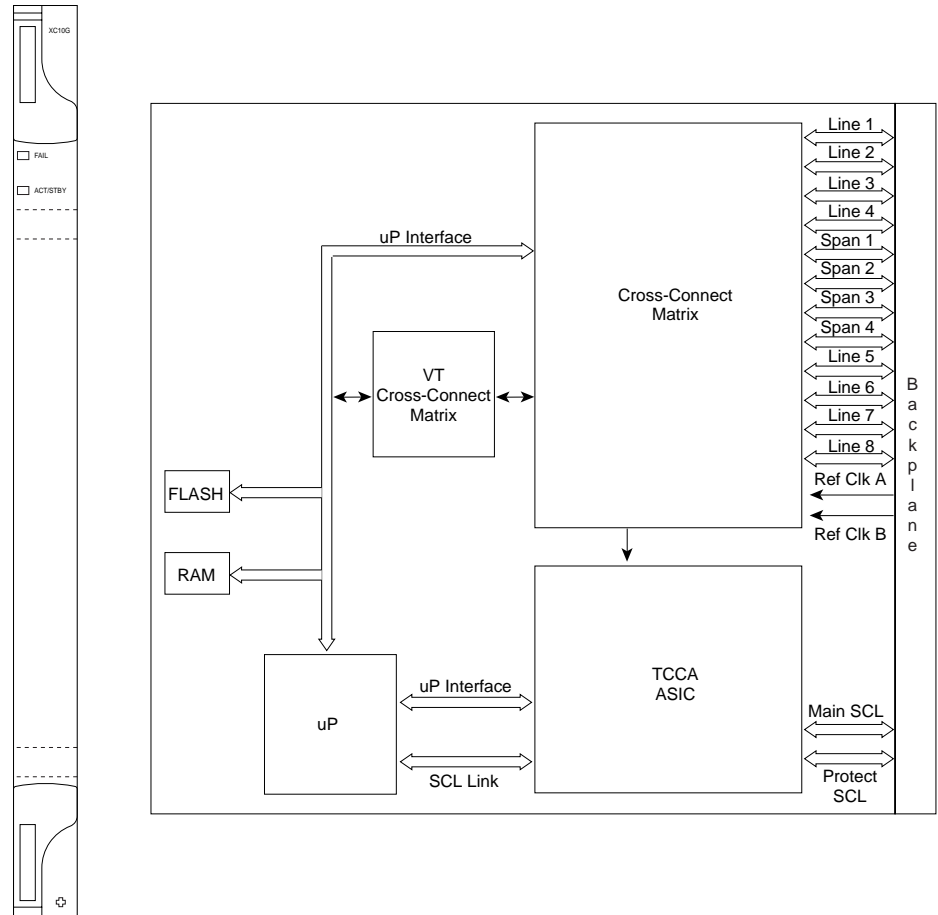 XC10G
FAIL
ACT/STBY
uP Interface
Cross-Connect
Matrix
VT
Cross-Connect
Matrix
FLASH
RAM
uP
uP Interface
SCL Link
TCCA
ASIC
Line 1
Line 2
Line 3
Line 4
Span 1
Span 2
Span 3
Span 4
Line 5
Line 6
Line 7
Line 8
Ref Clk A
Ref Clk B
Main SCL
Protect
SCL
Backplane